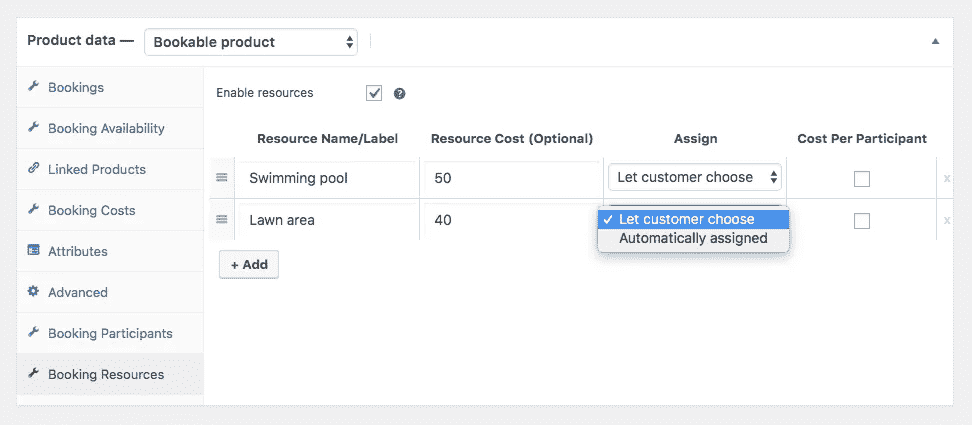 Product data — Bookable product
Bookings
Booking Availability
Linked Products
Booking Costs
Attributes
Advanced
Booking Participants
Booking Resources
Enable resources ?
Resource Name/Label Resource Cost (Optional) Assign Cost Per Participant
Swimming pool 50 Let customer choose x
Lawn area 40 ✓ Let customer choose x
Automatically assigned
+ Add